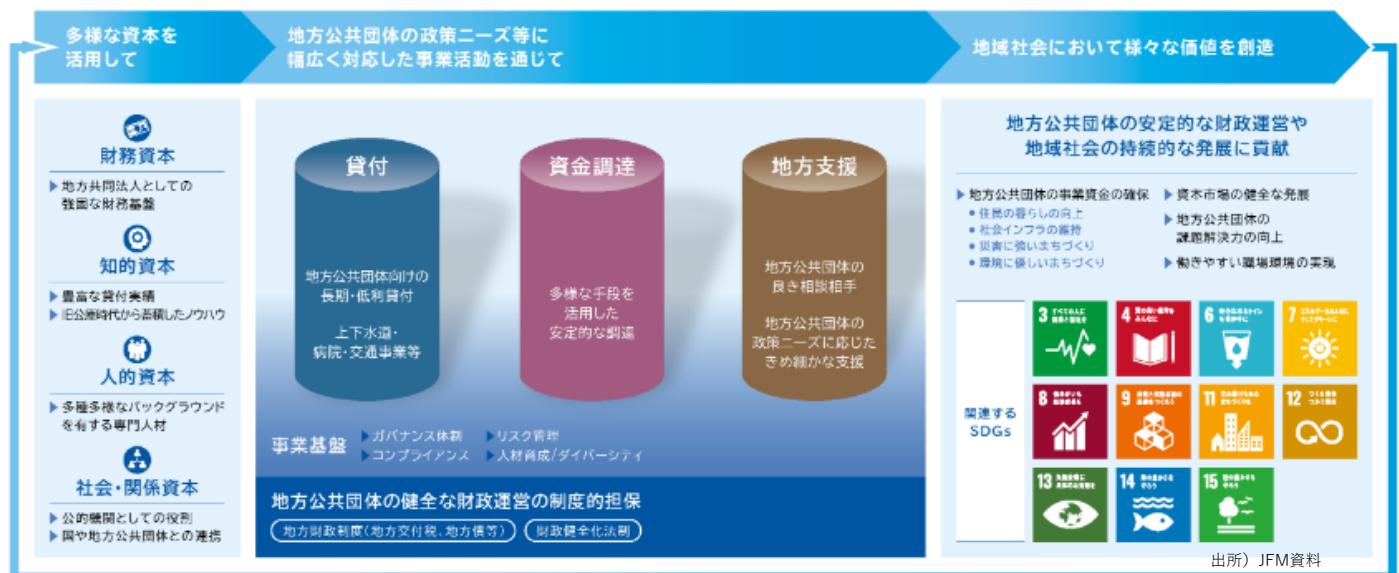 多様な資本を
活用して
地方公共団体の政策ニーズ等に
幅広く対応した事業活動を通じて
地域社会において様々な価値を創造
財務資本
地方共同法人としての
強固な財務基盤
知的資本
豊富な貸付実績
旧公庫時代から蓄積したノウハウ
人的資本
多種多様なバックグラウンド
を有する専門人材
社会・関係資本
公的機関としての役割
国や地方公共団体との連携
貸付
地方公共団体向けの
長期・低利貸付
上下水道・
病院・交通事業等
資金調達
多様な手段を
活用した
安定的な調達
地方支援
地方公共団体の
良き相談相手
地方公共団体の
政策ニーズに応じた
きめ細かな支援
事業基盤
ガバナンス体制
リスク管理
コンプライアンス
人材育成/ダイバーシティ
地方公共団体の健全な財政運営の制度的担保
地方財政制度(地方交付税、地方債等)
財政健全化法制
地方公共団体の安定的な財政運営や
地域社会の持続的な発展に貢献
地方公共団体の事業資金の確保
住民の暮らしの向上
社会インフラの維持
災害に強いまちづくり
環境に優しいまちづくり
資本市場の健全な発展
地方公共団体の
課題解決力の向上
働きやすい職場環境の実現
関連する
SDGs
3
4
6
7
8
9
11
12
13
14
15
出所）JFM資料